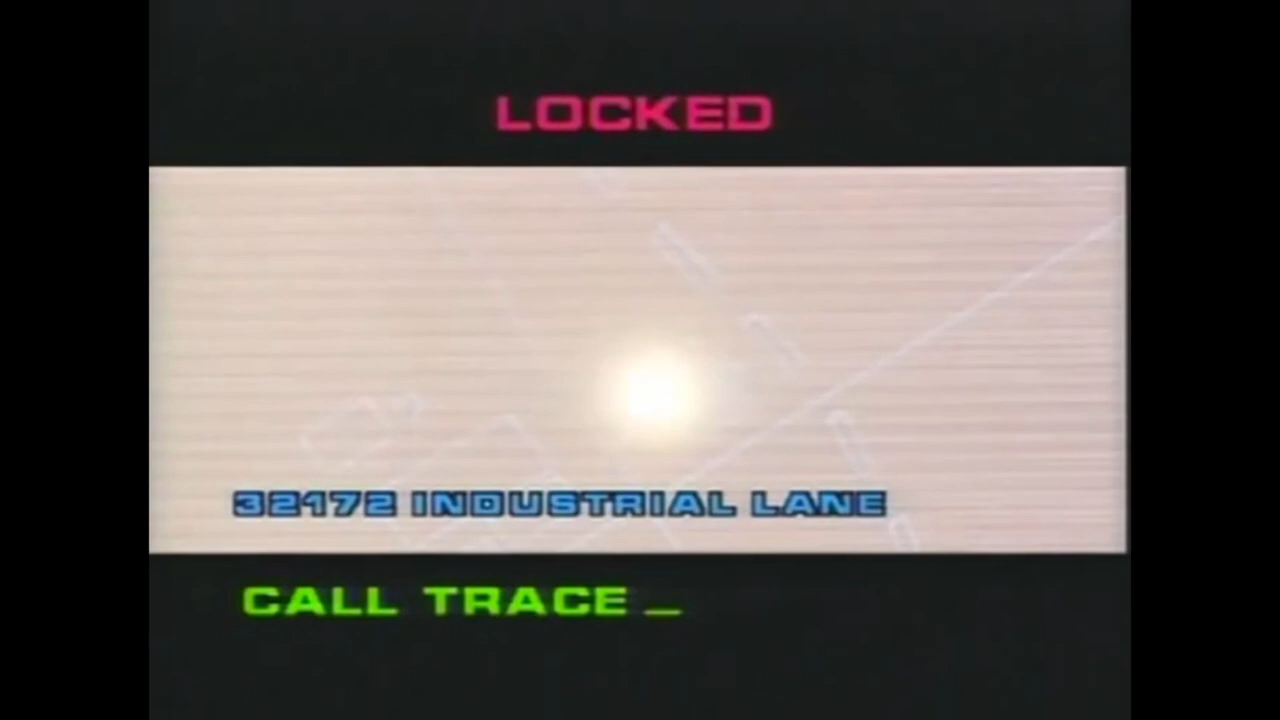 LOCKED
32172 INDUSTRIAL LANE
CALL TRACE _